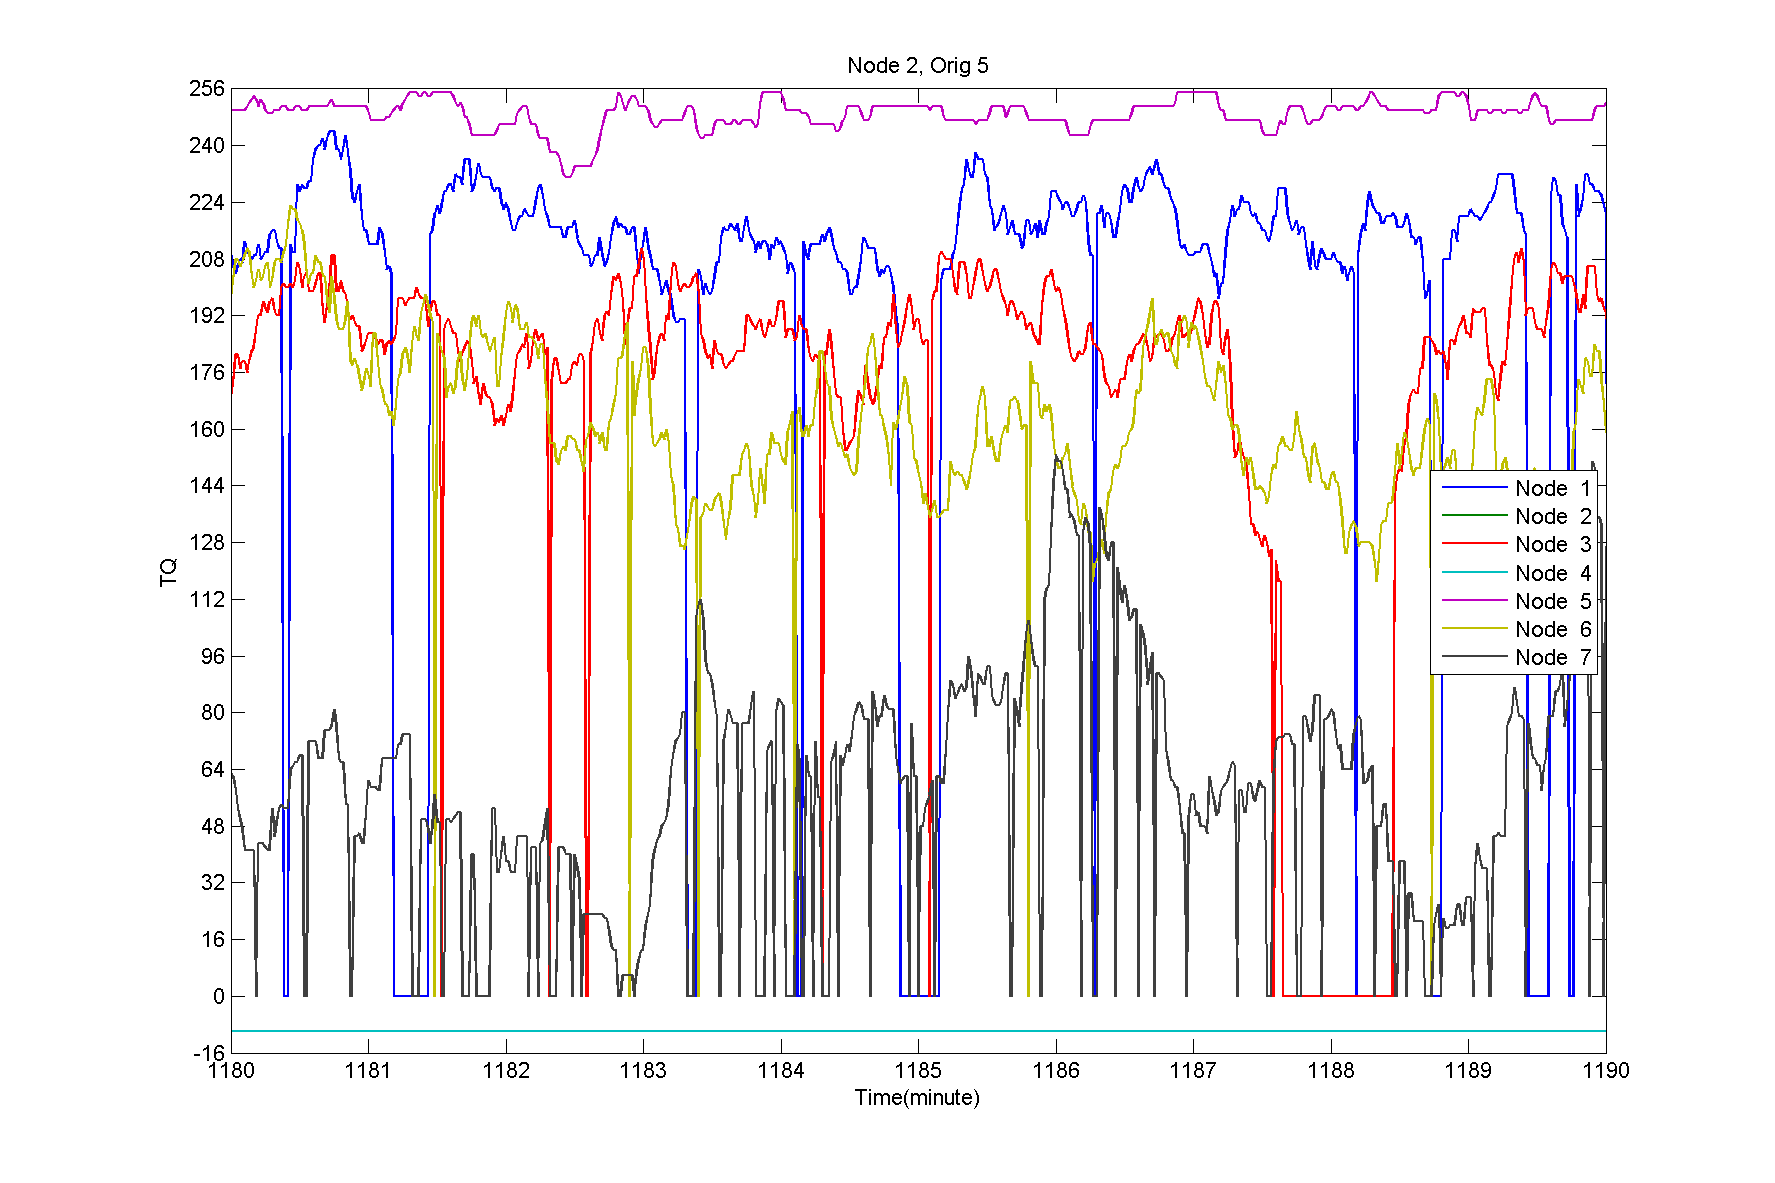 Node 2, Orig 5
256
240
224
208
192
176
160
144
128
112
96
80
64
48
32
16
0
-16
TQ
Node 1
Node 2
Node 3
Node 4
Node 5
Node 6
Node 7
1180 1181 1182 1183 1184 1185 1186 1187 1188 1189 1190
Time(minute)